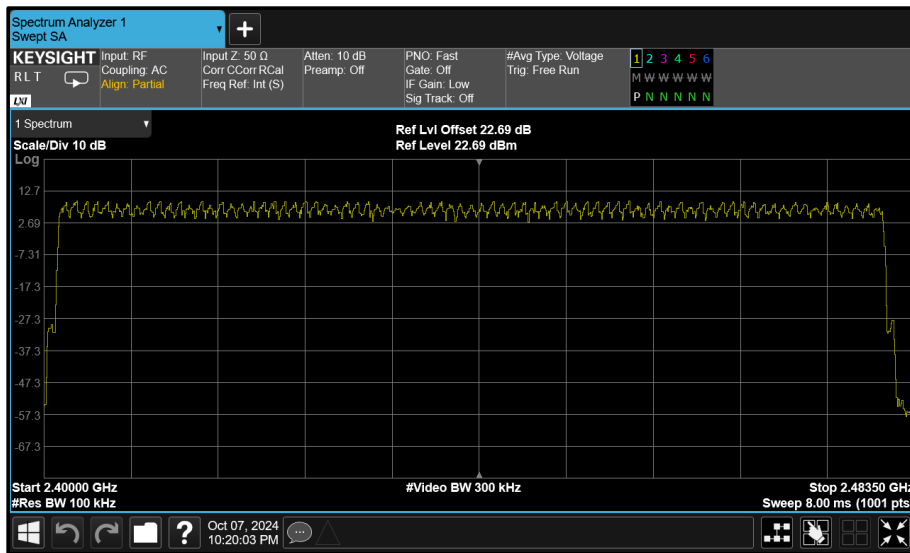 Spectrum Analyzer 1
Swept SA
KEYSIGHT
R L T
LXI
Input: RF
Coupling: AC
Align: Partial
Input Z: 50 Ω
Corr CCorr RCal
Freq Ref: Int (S)
Atten: 10 dB
Preamp: Off
PNO: Fast
Gate: Off
IF Gain: Low
Sig Track: Off
#Avg Type: Voltage
Trig: Free Run
1 2 3 4 5 6
M W W W W W
P N N N N N
1 Spectrum
Scale/Div 10 dB
Ref Lvl Offset 22.69 dB
Ref Level 22.69 dBm
Log
12.7
2.69
-7.31
-17.3
-27.3
-37.3
-47.3
-57.3
-67.3
Start 2.40000 GHz
#Res BW 100 kHz
#Video BW 300 kHz
Stop 2.48350 GHz
Sweep 8.00 ms (1001 pts
?
Oct 07, 2024
10:20:03 PM